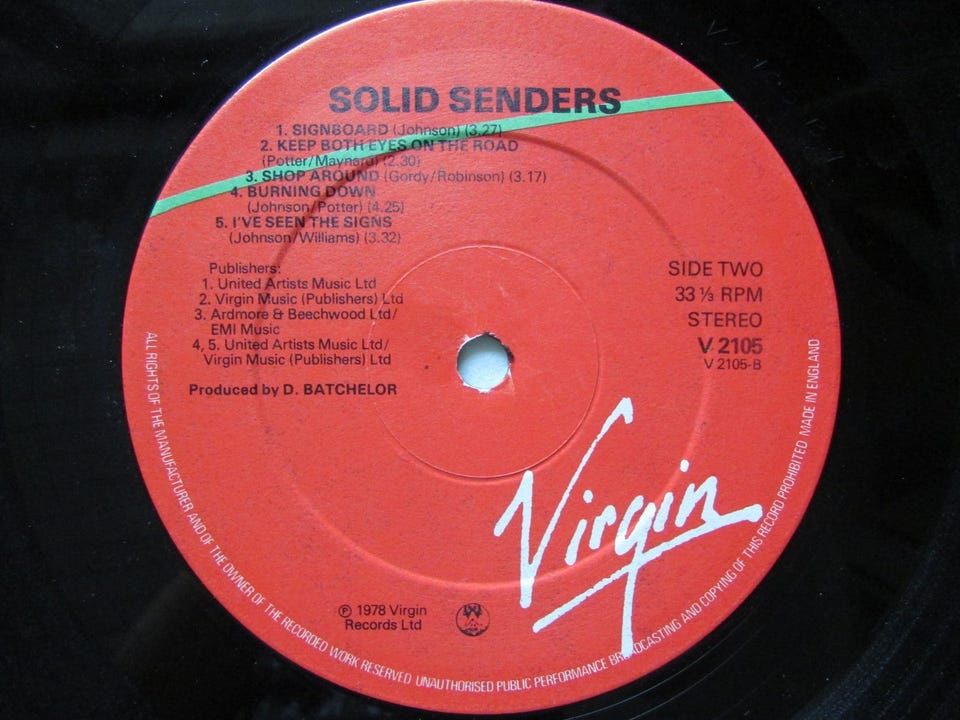 SOLID SENDERS
1. SIGNBOARD (Johnson) (3.27)
2. KEEP BOTH EYES ON THE ROAD
(Potter/Maynard) (2.30)
3. SHOP AROUND (Gordy/Robinson) (3.17)
4. BURNING DOWN
(Johnson/Potter) (4.25)
5. I'VE SEEN THE SIGNS
(Johnson/Williams) (3.32)
Publishers:
1. United Artists Music Ltd
2. Virgin Music (Publishers) Ltd
3. Ardmore & Beechwood Ltd/
EMI Music
4, 5. United Artists Music Ltd/
Virgin Music (Publishers) Ltd
Produced by D. BATCHELOR
SIDE TWO
33 ⅓ RPM
STEREO
V 2105
V 2105-B
Virgin
℗ 1978 Virgin
Records Ltd
ALL RIGHTS OF THE MANUFACTURER AND OF THE OWNER OF THE RECORDED WORK RESERVED UNAUTHORISED PUBLIC PERFORMANCE BROADCASTING AND COPYING OF THIS RECORD PROHIBITED MADE IN ENGLAND